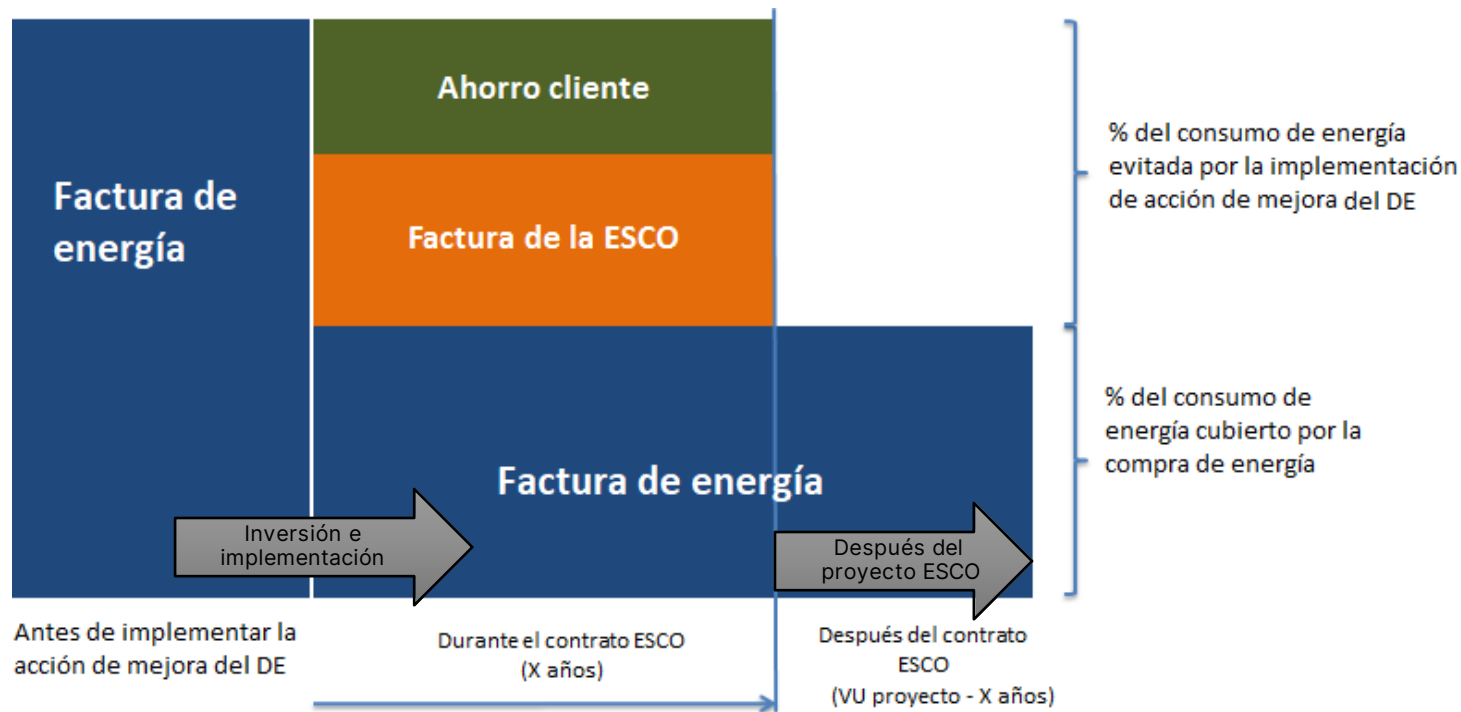 Ahorro cliente
Factura de
energía
Factura de la ESCO
% del consumo de energía
evitada por la implementación
de acción de mejora del DE
% del consumo de
energía cubierto por la
compra de energía
Factura de energía
Inversión e
implementación
Después del
proyecto ESCO
Antes de implementar la
acción de mejora del DE
Durante el contrato ESCO
(X años)
Después del contrato
ESCO
(VU proyecto - X años)